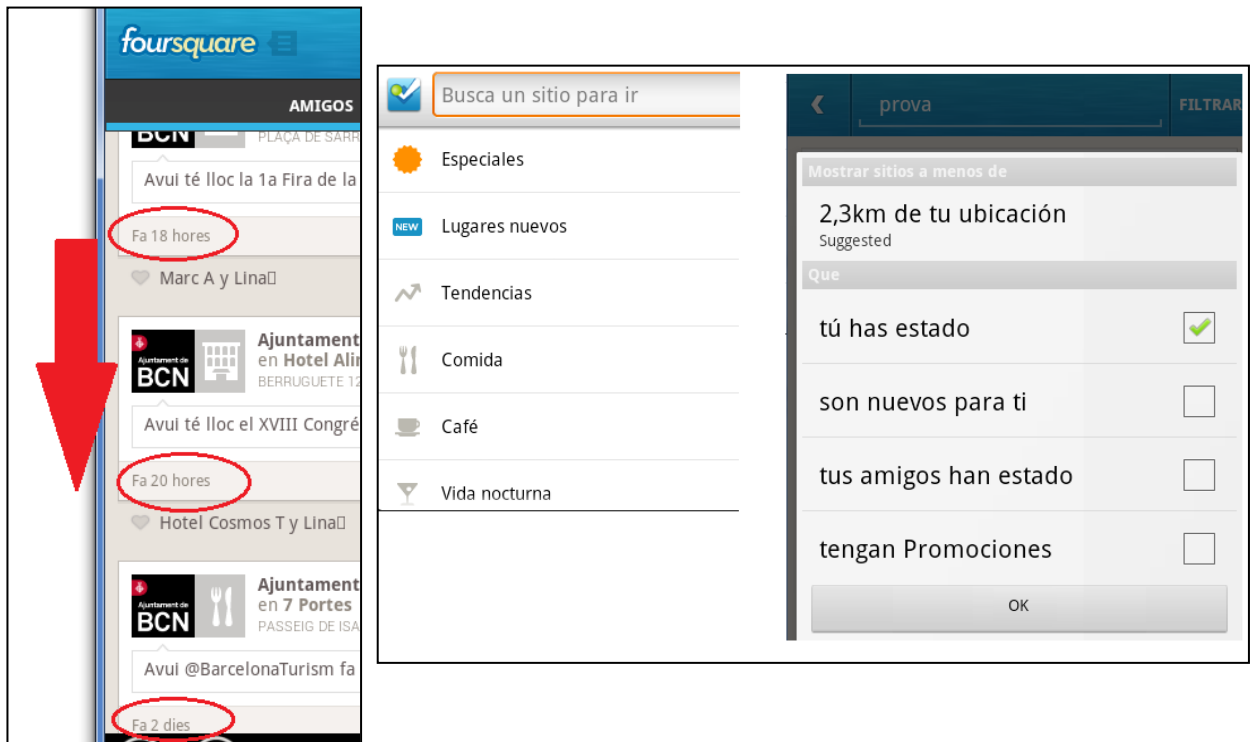 foursquare
AMIGOS
BCN
PLAÇA DE SARR
Avui té lloc la 1a Fira de la
Fa 18 hores
Marc A y Lina
Ajuntament de
BCN
Ajuntament
en Hotel Alin
BERRUGUETE 12
Avui té lloc el XVIII Congré
Fa 20 hores
Hotel Cosmos T y Lina
Ajuntament de
BCN
Ajuntament
en 7 Portes
PASSEIG DE ISA
Avui @BarcelonaTurism fa
Fa 2 dies
Busca un sitio para ir
Especiales
NEW Lugares nuevos
Tendencias
Comida
Café
Vida nocturna
prova
FILTRAR
Mostrar sitios a menos de
2,3km de tu ubicación
Suggested
Que
tú has estado
son nuevos para ti
tus amigos han estado
tengan Promociones
OK